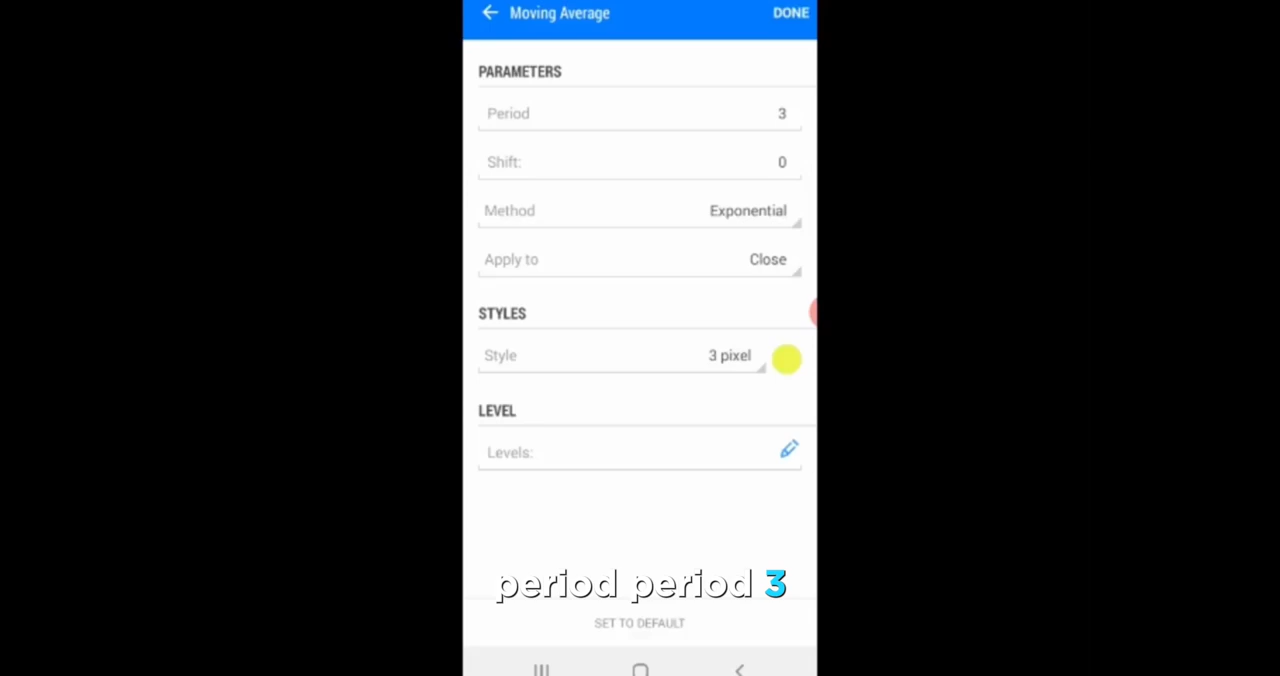 Moving Average DONE
PARAMETERS
Period 3
Shift: 0
Method Exponential
Apply to Close
STYLES
Style 3 pixel
LEVEL
Levels:
period period 3
SET TO DEFAULT